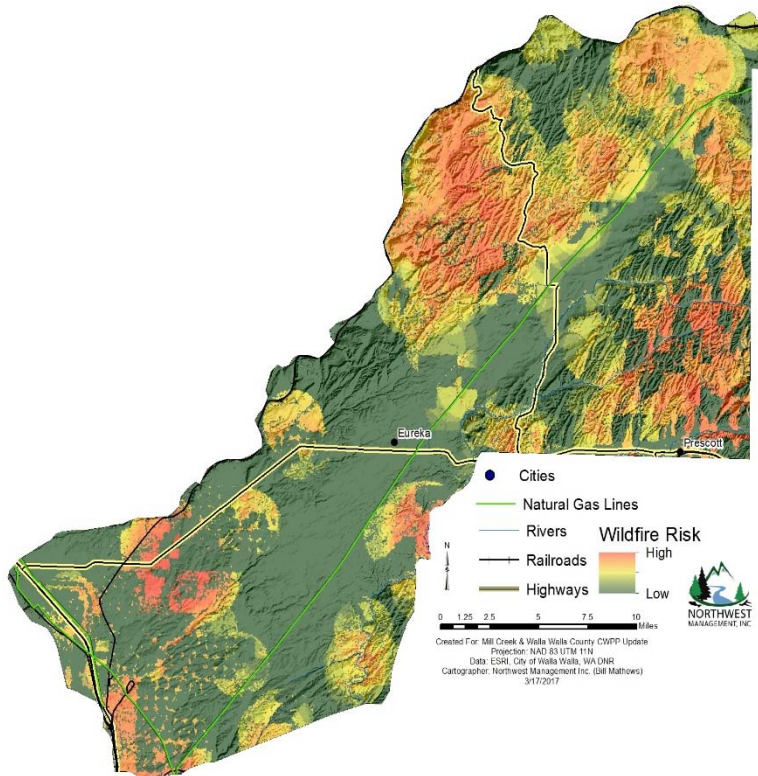 Eureka
Prescott
Cities
Natural Gas Lines
Rivers
Railroads
Highways
Wildfire Risk
High
Low
N
0 1.25 2.5 5 7.5 10
Miles
NORTHWEST
MANAGEMENT, INC
Created For: Mill Creek & Walla Walla County CWPP Update
Projection: NAD 83 UTM 11N
Data: ESRI, City of Walla Walla, WA DNR
Cartographer: Northwest Management Inc. (Bill Mathews)
3/17/2017